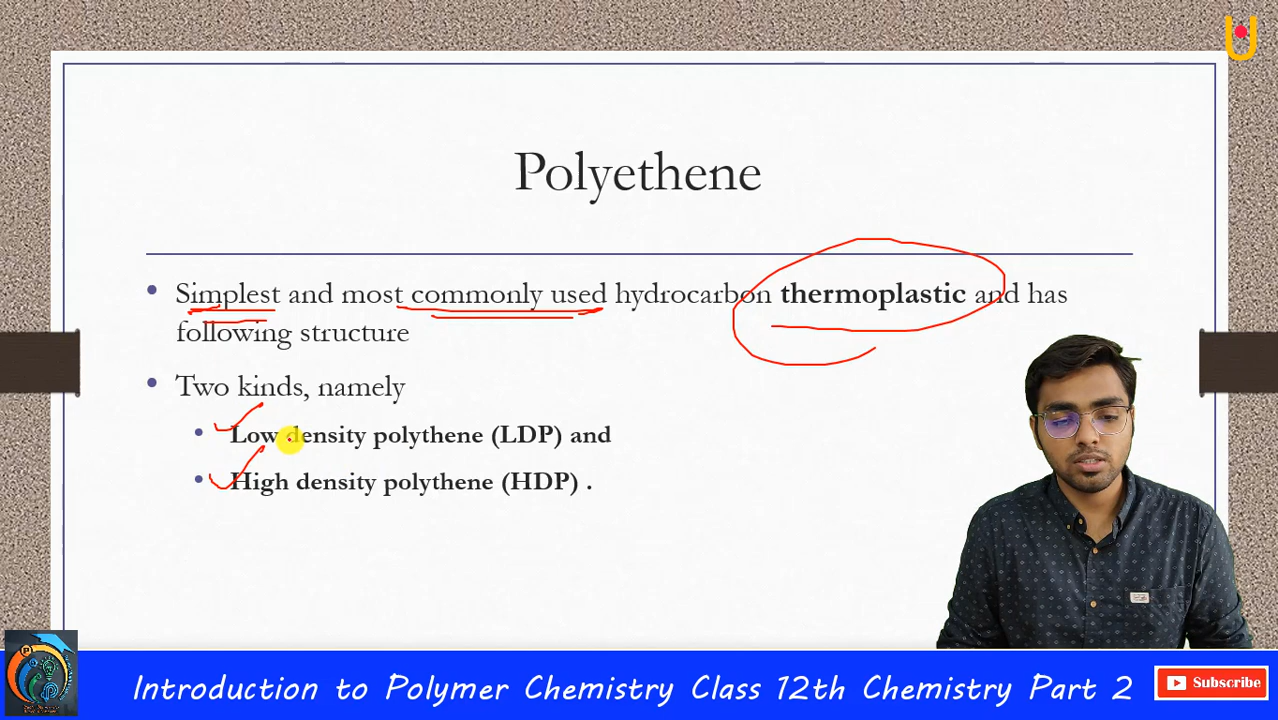 Polyethene
• Simplest and most commonly used hydrocarbon thermoplastic and has
following structure
• Two kinds, namely
• Low density polythene (LDP) and
• High density polythene (HDP) .
Introduction to Polymer Chemistry Class 12th Chemistry Part 2
Subscribe